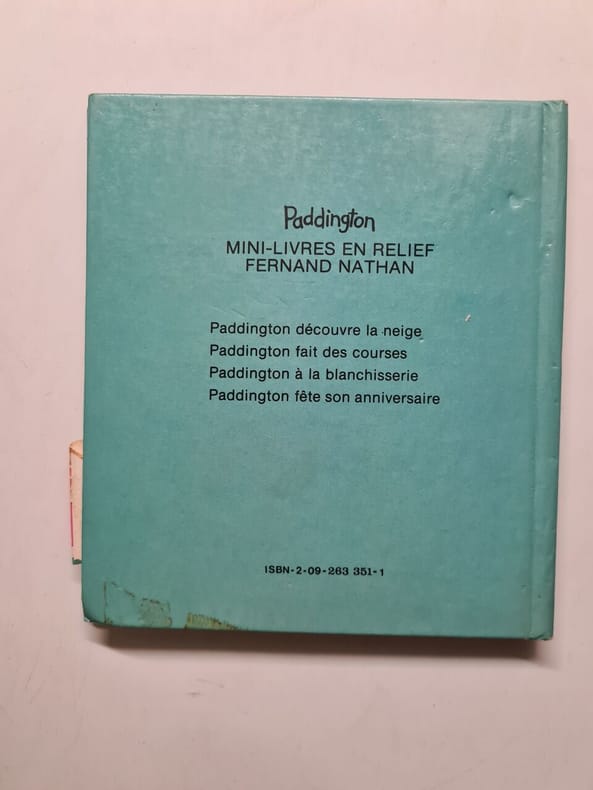 Paddington
MINI-LIVRES EN RELIEF
FERNAND NATHAN
Paddington découvre la neige
Paddington fait des courses
Paddington à la blanchisserie
Paddington fête son anniversaire
ISBN-2-09-263 351-1